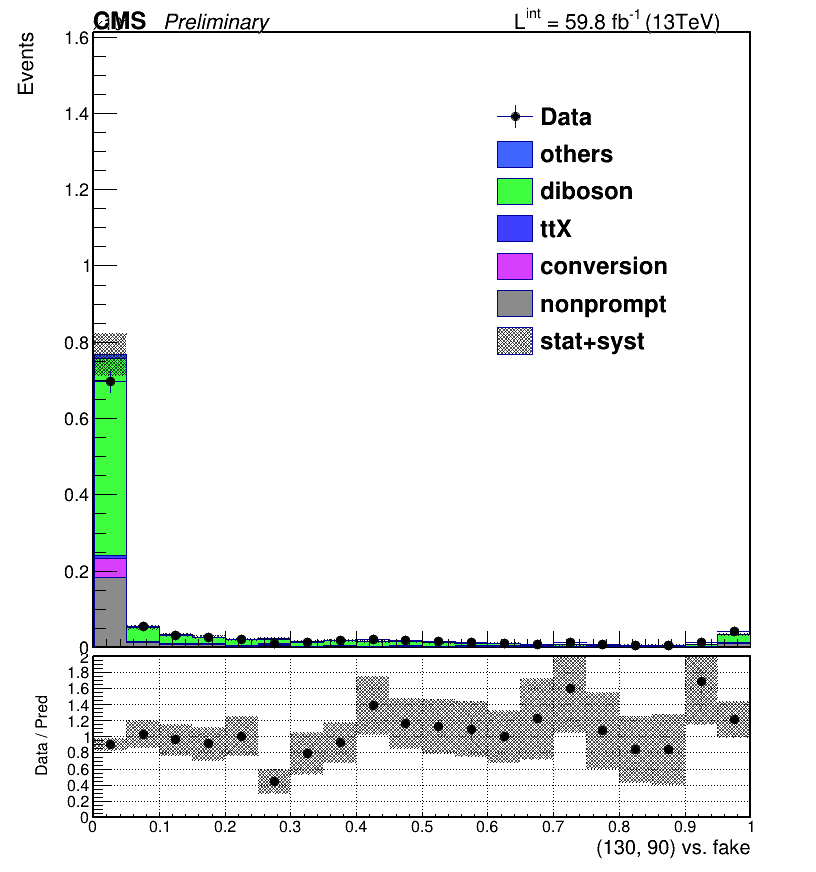 CMS Preliminary L^int = 59.8 fb^-1 (13TeV)
Events
1.6
1.4
1.2
1
0.8
0.6
0.4
0.2
0
Data
others
diboson
ttX
conversion
nonprompt
stat+syst
Data / Pred
2
1.8
1.6
1.4
1.2
1
0.8
0.6
0.4
0.2
0
0 0.1 0.2 0.3 0.4 0.5 0.6 0.7 0.8 0.9 1
(130, 90) vs. fake